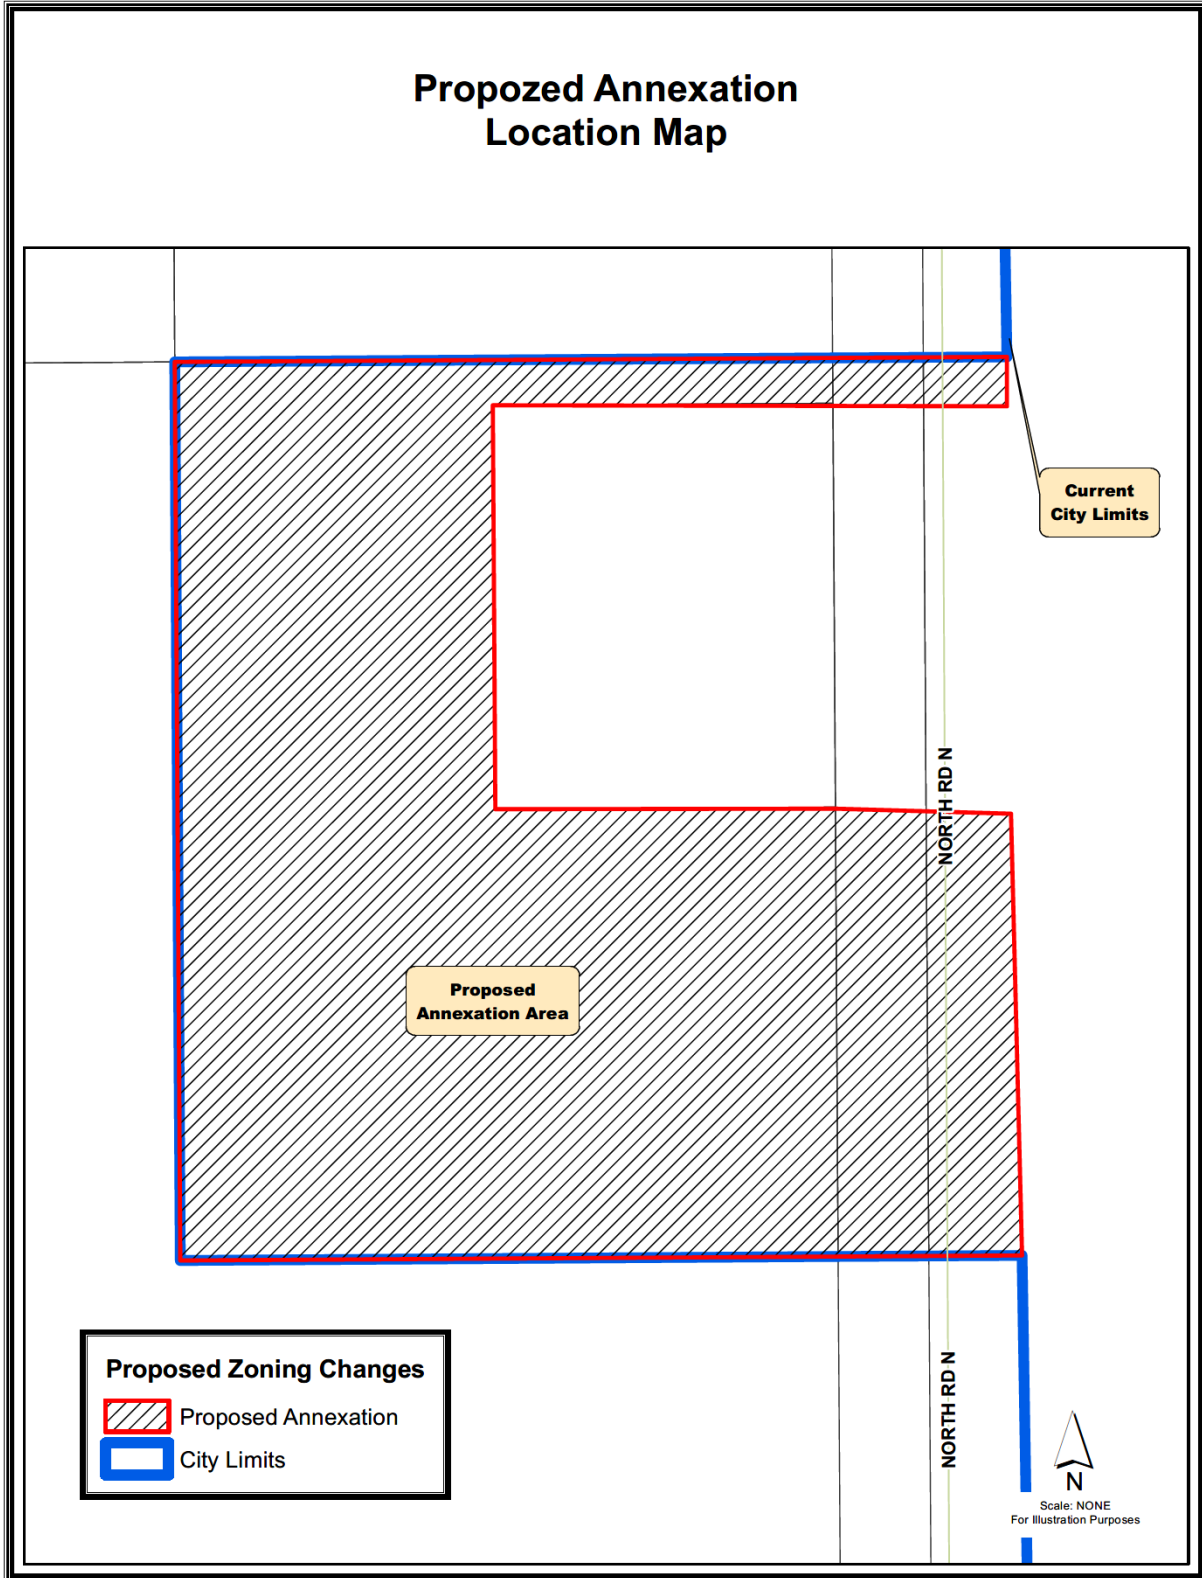 Propozed Annexation
Location Map
Current
City Limits
NORTH RD N
Proposed
Annexation Area
Proposed Zoning Changes
Proposed Annexation
City Limits
NORTH RD N
N
Scale: NONE
For Illustration Purposes